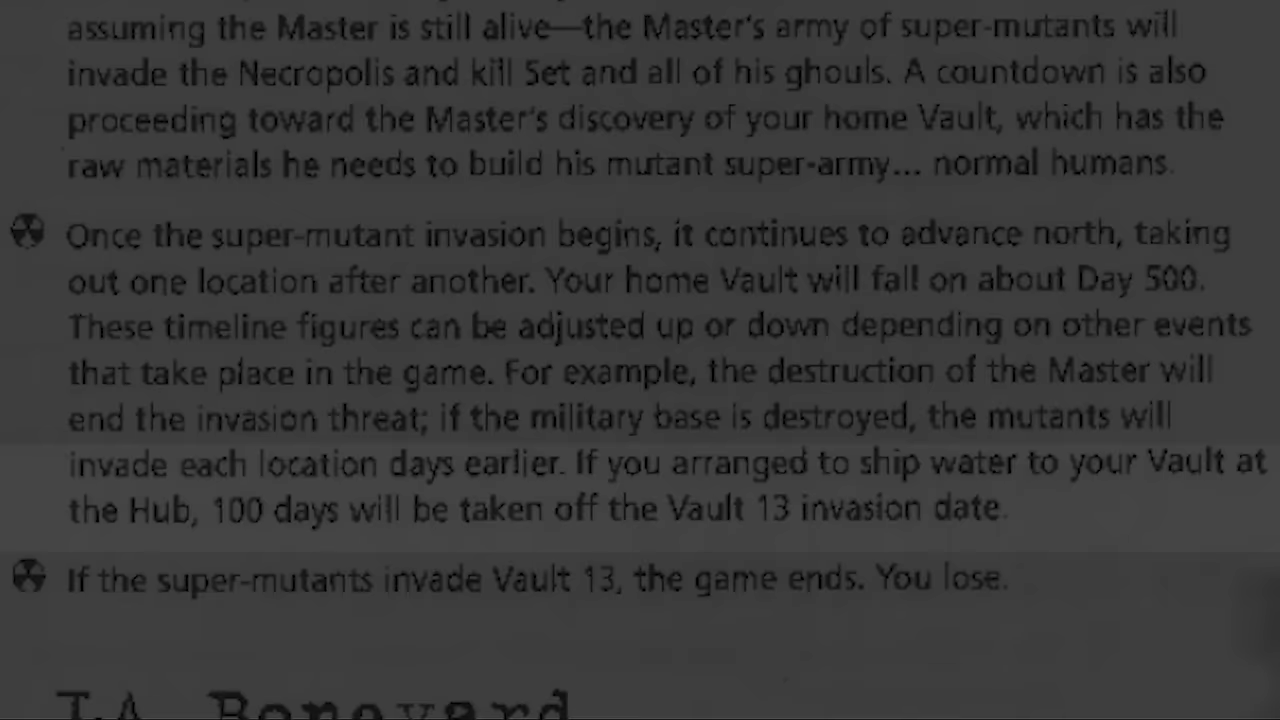 assuming the Master is still alive—the Master's army of super-mutants will
invade the Necropolis and kill Set and all of his ghouls. A countdown is also
proceeding toward the Master's discovery of your home Vault, which has the
raw materials he needs to build his mutant super-army... normal humans.
Once the super-mutant invasion begins, it continues to advance north, taking
out one location after another. Your home Vault will fall on about Day 500.
These timeline figures can be adjusted up or down depending on other events
that take place in the game. For example, the destruction of the Master will
end the invasion threat; if the military base is destroyed, the mutants will
invade each location days earlier. If you arranged to ship water to your Vault at
the Hub, 100 days will be taken off the Vault 13 invasion date.
If the super-mutants invade Vault 13, the game ends. You lose.
LA Boneyard